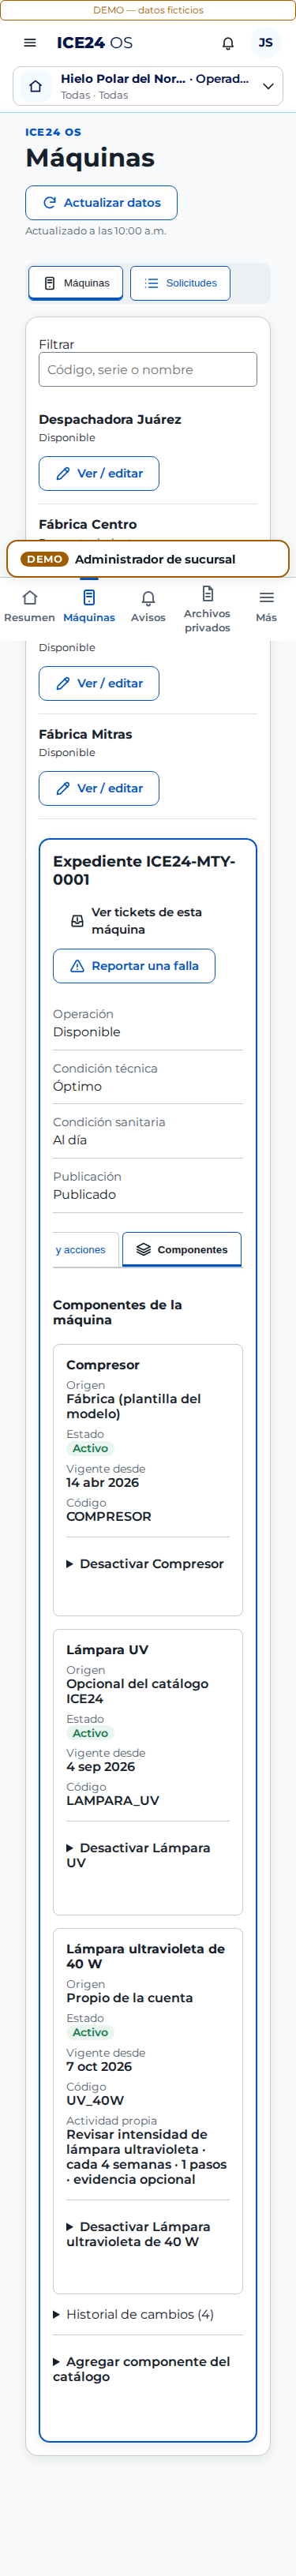 DEMO — datos ficticios
ICE24 OS
JS
Hielo Polar del Nor... · Operad...
Todas · Todas
ICE24 OS
Máquinas
Actualizar datos
Actualizado a las 10:00 a.m.
Máquinas
Solicitudes
Filtrar
Código, serie o nombre
Despachadora Juárez
Disponible
Ver / editar
Fábrica Centro
DEMO Administrador de sucursal
Resumen
Máquinas
Avisos
Archivos
privados
Más
Disponible
Ver / editar
Fábrica Mitras
Disponible
Ver / editar
Expediente ICE24-MTY-
0001
Ver tickets de esta
máquina
Reportar una falla
Operación
Disponible
Condición técnica
Óptimo
Condición sanitaria
Al día
Publicación
Publicado
y acciones
Componentes
Componentes de la
máquina
Compresor
Origen
Fábrica (plantilla del
modelo)
Estado
Activo
Vigente desde
14 abr 2026
Código
COMPRESOR
Desactivar Compresor
Lámpara UV
Origen
Opcional del catálogo
ICE24
Estado
Activo
Vigente desde
4 sep 2026
Código
LAMPARA_UV
Desactivar Lámpara
UV
Lámpara ultravioleta de
40 W
Origen
Propio de la cuenta
Estado
Activo
Vigente desde
7 oct 2026
Código
UV_40W
Actividad propia
Revisar intensidad de
lámpara ultravioleta ·
cada 4 semanas · 1 pasos
· evidencia opcional
Desactivar Lámpara
ultravioleta de 40 W
Historial de cambios (4)
Agregar componente del
catálogo